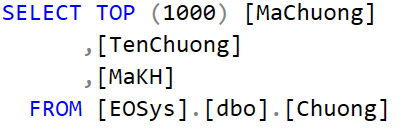 SELECT TOP (1000) [MaChuong]
,[TenChuong]
,[MaKH]
FROM [EOSys].[dbo].[Chuong]